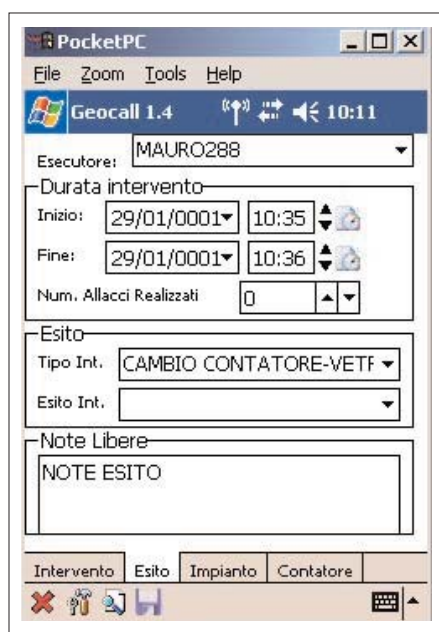 PocketPC
File Zoom Tools Help
Geocall 1.4 10:11
Esecutore: MAURO288
Durata intervento
Inizio: 29/01/0001 10:35
Fine: 29/01/0001 10:36
Num. Allacci Realizzati 0
Esito
Tipo Int. CAMBIO CONTATORE-VETF
Esito Int.
Note Libere
NOTE ESITO
Intervento Esito Impianto Contatore